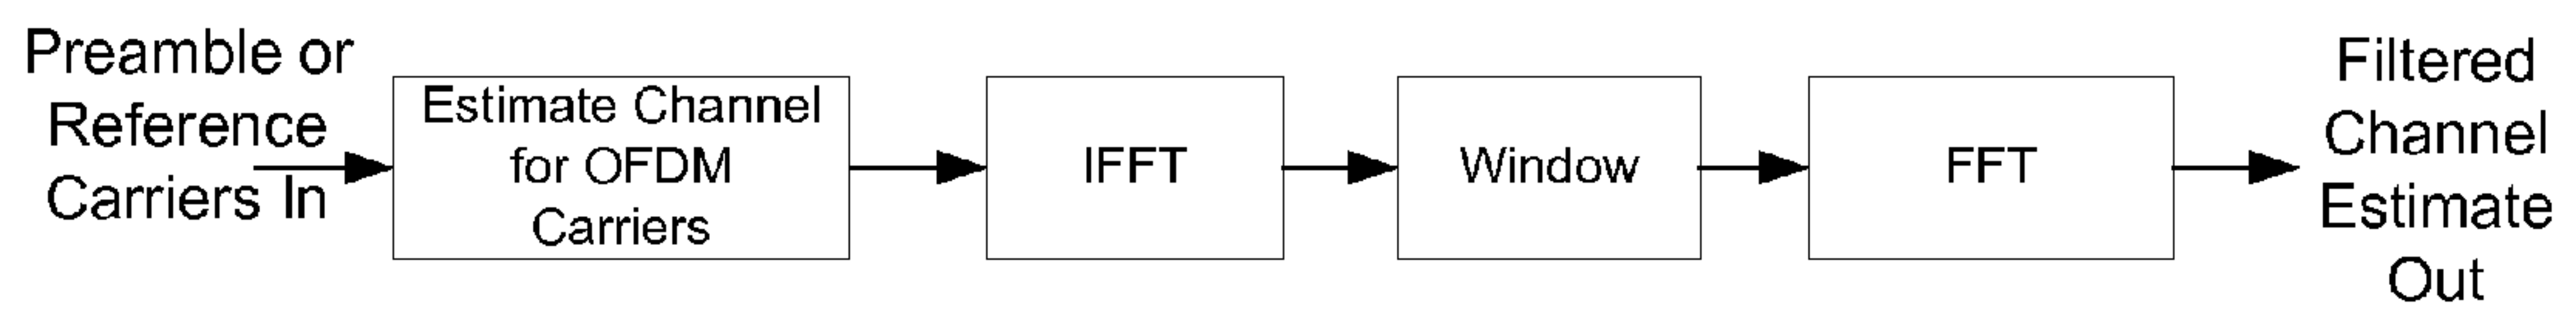 Preamble or
Reference
Carriers In
Estimate Channel
for OFDM
Carriers
IFFT
Window
FFT
Filtered
Channel
Estimate
Out